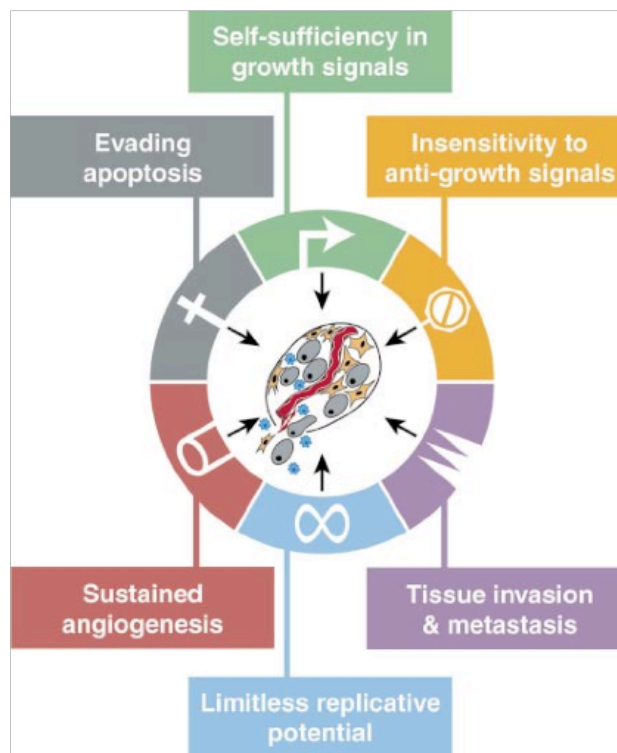 Self-sufficiency in
growth signals
Evading
apoptosis
Insensitivity to
anti-growth signals
Sustained
angiogenesis
Tissue invasion
& metastasis
Limitless replicative
potential